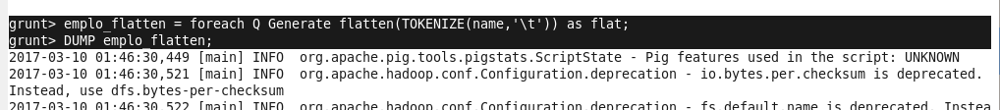 grunt> emplo_flatten = foreach Q Generate flatten(TOKENIZE(name,'\t')) as flat;
grunt> DUMP emplo_flatten;
2017-03-10 01:46:30,449 [main] INFO  org.apache.pig.tools.pigstats.ScriptState - Pig features used in the script: UNKNOWN
2017-03-10 01:46:30,521 [main] INFO  org.apache.hadoop.conf.Configuration.deprecation - io.bytes.per.checksum is deprecated.
Instead, use dfs.bytes-per-checksum
2017-03-10 01:46:30,522 [main] INFO  org.apache.hadoop.conf.Configuration.deprecation - fs.default.name is deprecated. Instea